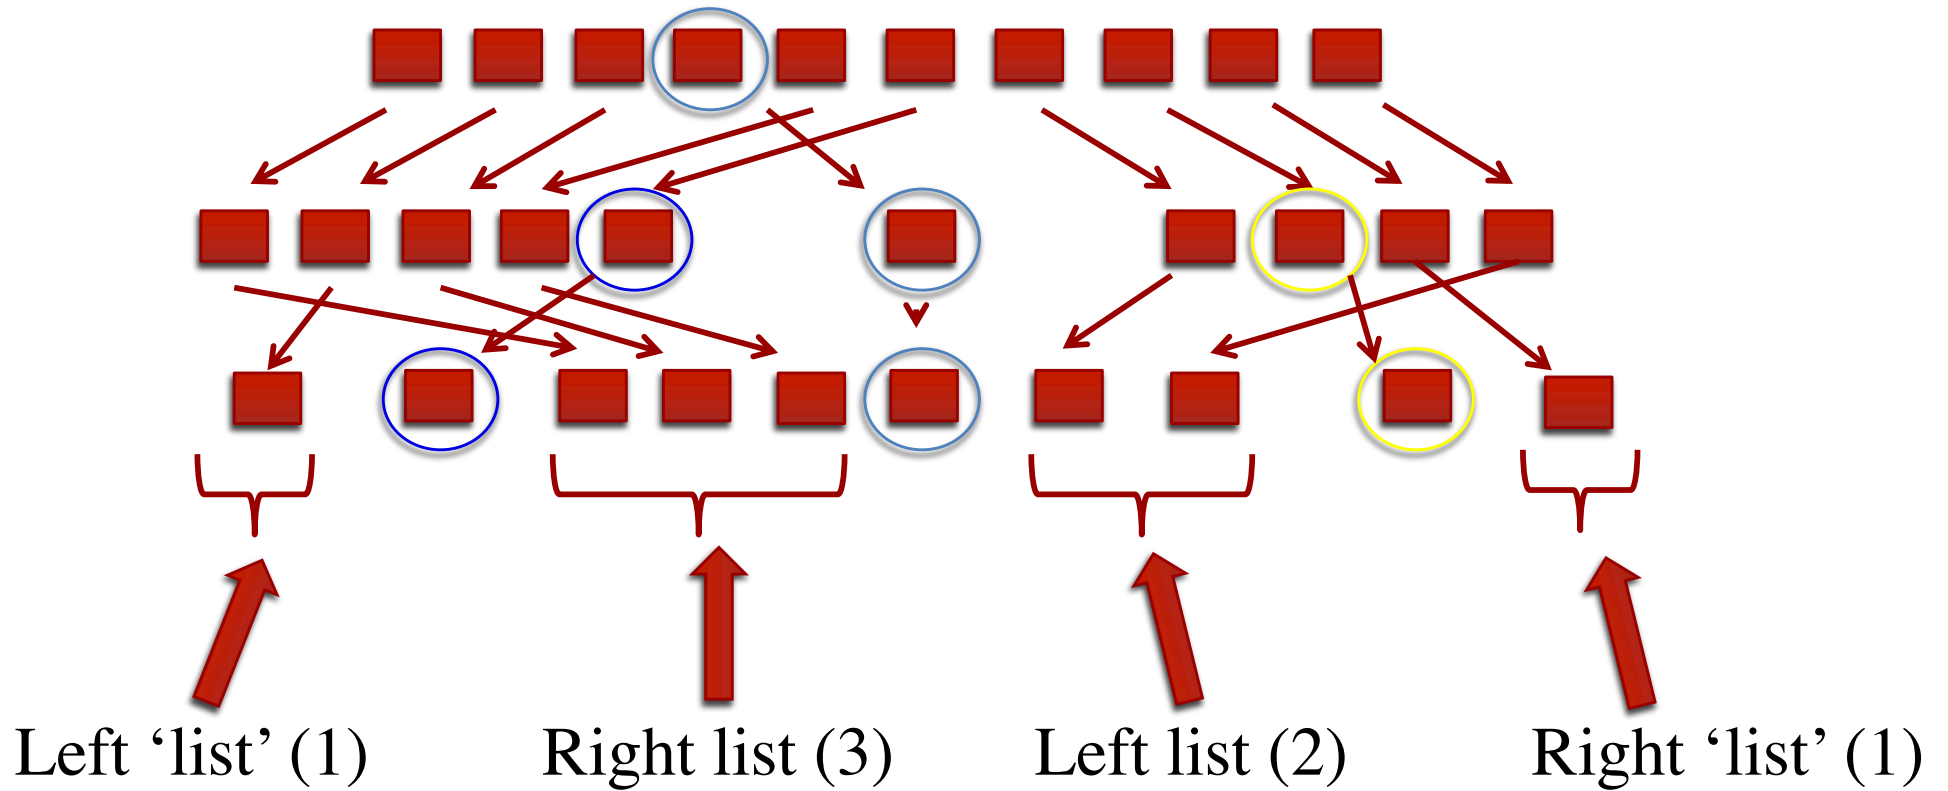 Left ‘list’ (1)
Right list (3)
Left list (2)
Right ‘list’ (1)